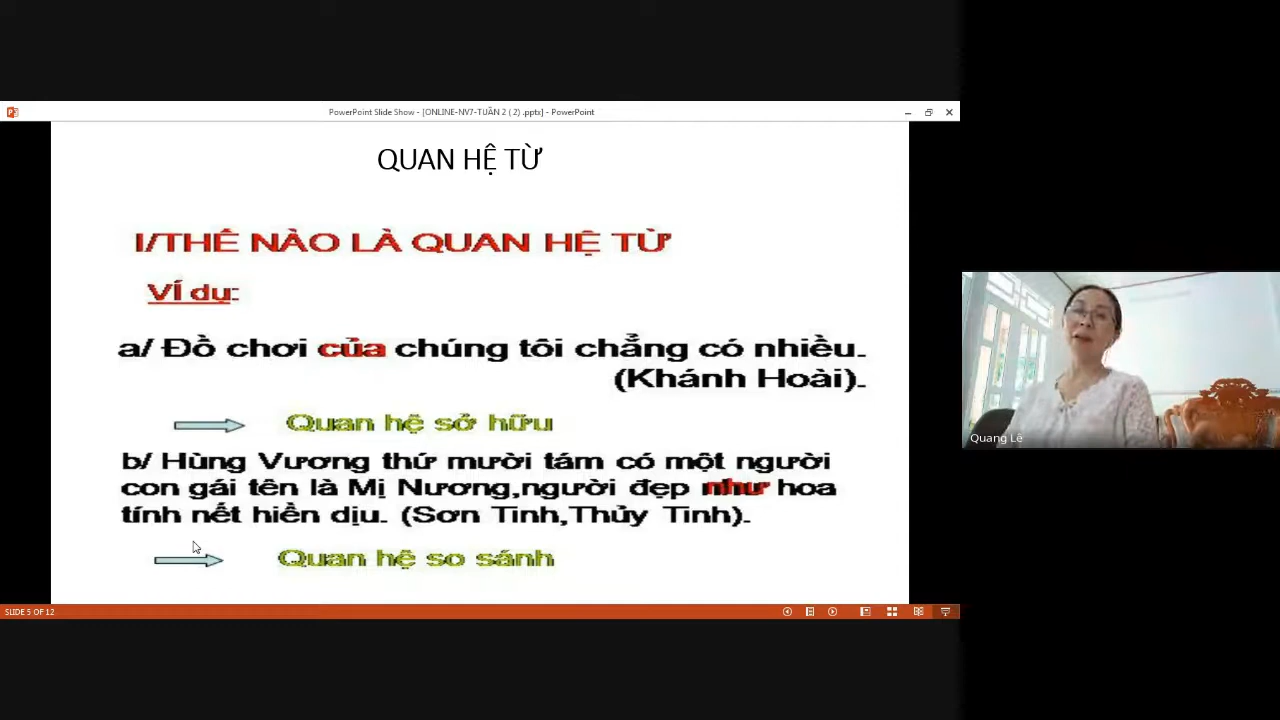 PowerPoint Slide Show - [ONLINE-NV7-TUẦN 2 ( 2) .pptx] - PowerPoint
QUAN HỆ TỪ
I/THẾ NÀO LÀ QUAN HỆ TỪ
Ví dụ:
a/ Đồ chơi của chúng tôi chẳng có nhiều.
(Khánh Hoài).
Quan hệ sở hữu
b/ Hùng Vương thứ mười tám có một người
con gái tên là Mị Nương,người đẹp như hoa
tính nết hiền dịu. (Sơn Tinh,Thủy Tinh).
Quan hệ so sánh
Quang Lê
SLIDE 5 OF 12